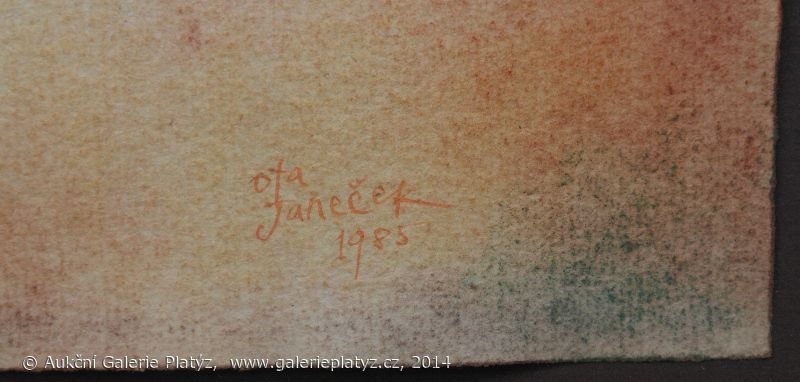 ota
Janeček
1985
© Aukční Galerie Platýz, www.galerieplatyz.cz, 2014